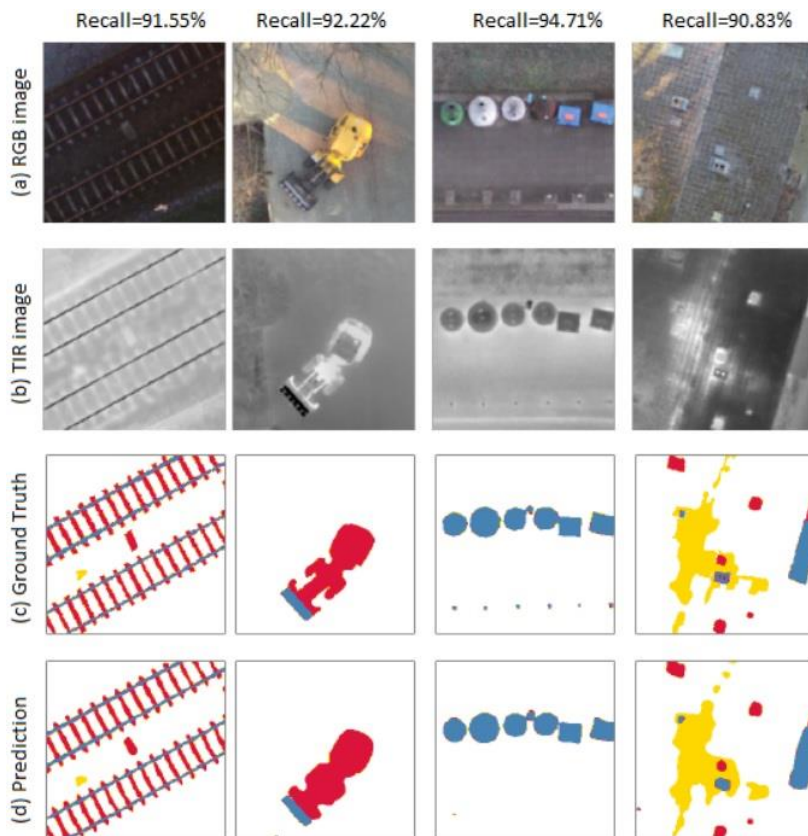 Recall=91.55% Recall=92.22% Recall=94.71% Recall=90.83%
(a) RGB image
(b) TIR image
(c) Ground Truth
(d) Prediction